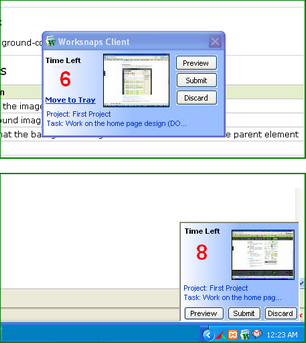 ground-co
Worksnaps Client
Time Left
6
Move to Tray
Preview
Submit
Discard
Project: First Project
Task: Work on the home page design (DO...
the image
ound imag
hat the ba
e parent element
Time Left
8
Project: First Project
Task: Work on the home pag...
Preview Submit Discard
12:23 AM